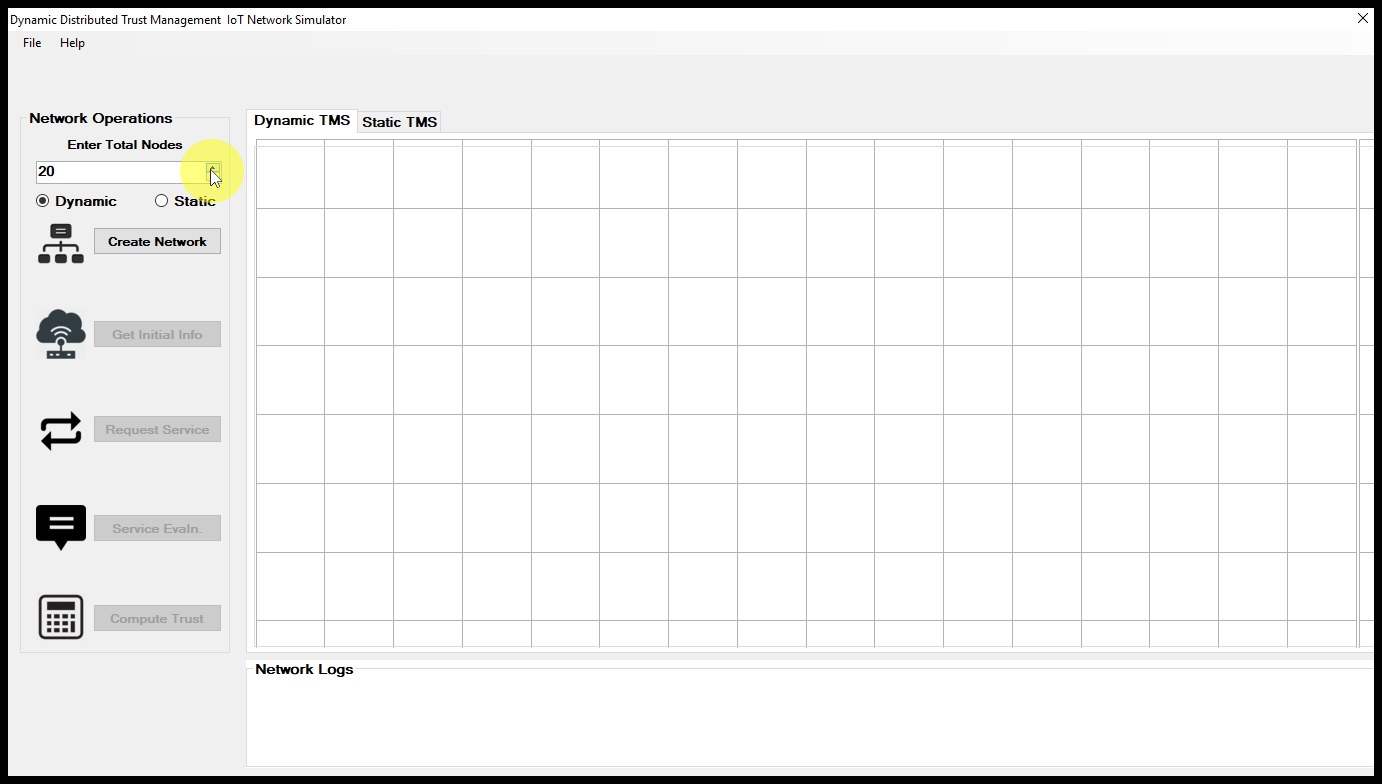 Dynamic Distributed Trust Management IoT Network Simulator
File Help
Network Operations
Enter Total Nodes
20
Dynamic Static
Create Network
Get Initial Info
Request Service
Service Evaln.
Compute Trust
Dynamic TMS Static TMS
Network Logs